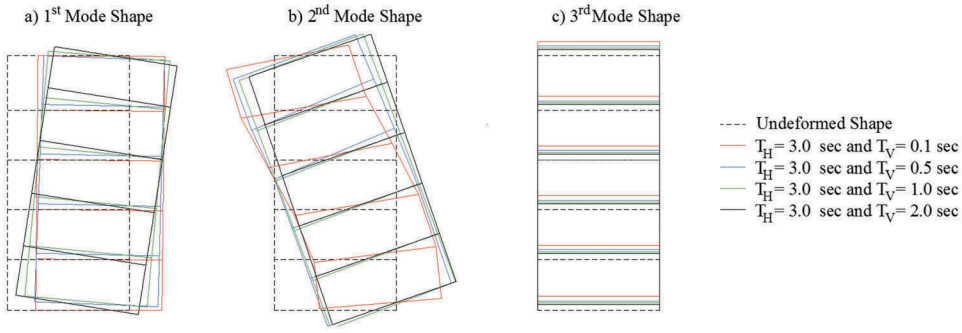 a) 1st Mode Shape
b) 2nd Mode Shape
c) 3rd Mode Shape
Undeformed Shape
TH= 3.0 sec and TV= 0.1 sec
TH= 3.0 sec and TV= 0.5 sec
TH= 3.0 sec and TV= 1.0 sec
TH= 3.0 sec and TV= 2.0 sec